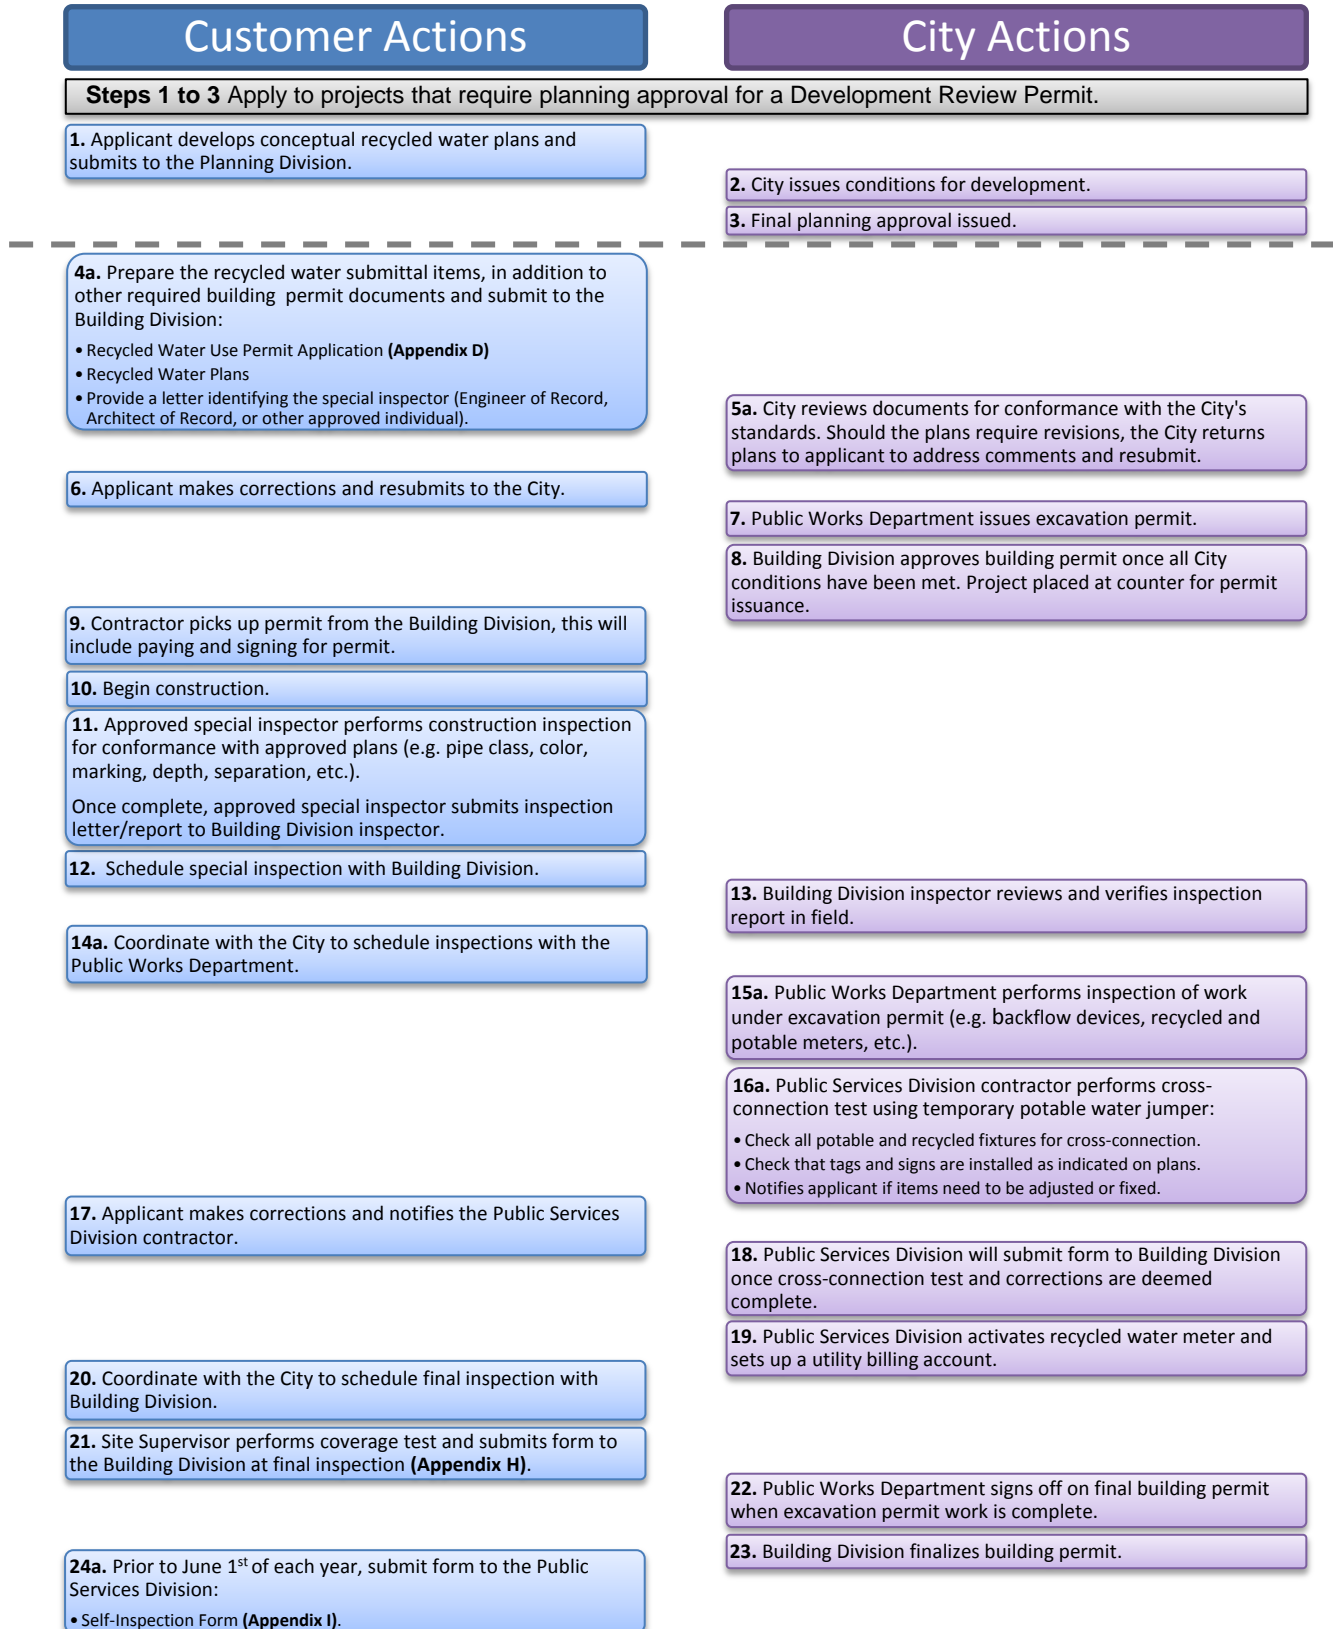 Customer Actions
City Actions
Steps 1 to 3 Apply to projects that require planning approval for a Development Review Permit.
1. Applicant develops conceptual recycled water plans and
submits to the Planning Division.
2. City issues conditions for development.
3. Final planning approval issued.
4a. Prepare the recycled water submittal items, in addition to
other required building permit documents and submit to the
Building Division:
• Recycled Water Use Permit Application (Appendix D)
• Recycled Water Plans
• Provide a letter identifying the special inspector (Engineer of Record,
Architect of Record, or other approved individual).
5a. City reviews documents for conformance with the City's
standards. Should the plans require revisions, the City returns
plans to applicant to address comments and resubmit.
6. Applicant makes corrections and resubmits to the City.
7. Public Works Department issues excavation permit.
8. Building Division approves building permit once all City
conditions have been met. Project placed at counter for permit
issuance.
9. Contractor picks up permit from the Building Division, this will
include paying and signing for permit.
10. Begin construction.
11. Approved special inspector performs construction inspection
for conformance with approved plans (e.g. pipe class, color,
marking, depth, separation, etc.).
Once complete, approved special inspector submits inspection
letter/report to Building Division inspector.
12. Schedule special inspection with Building Division.
13. Building Division inspector reviews and verifies inspection
report in field.
14a. Coordinate with the City to schedule inspections with the
Public Works Department.
15a. Public Works Department performs inspection of work
under excavation permit (e.g. backflow devices, recycled and
potable meters, etc.).
16a. Public Services Division contractor performs cross-
connection test using temporary potable water jumper:
• Check all potable and recycled fixtures for cross-connection.
• Check that tags and signs are installed as indicated on plans.
• Notifies applicant if items need to be adjusted or fixed.
17. Applicant makes corrections and notifies the Public Services
Division contractor.
18. Public Services Division will submit form to Building Division
once cross-connection test and corrections are deemed
complete.
19. Public Services Division activates recycled water meter and
sets up a utility billing account.
20. Coordinate with the City to schedule final inspection with
Building Division.
21. Site Supervisor performs coverage test and submits form to
the Building Division at final inspection (Appendix H).
22. Public Works Department signs off on final building permit
when excavation permit work is complete.
23. Building Division finalizes building permit.
24a. Prior to June 1st of each year, submit form to the Public
Services Division:
• Self-Inspection Form (Appendix I).